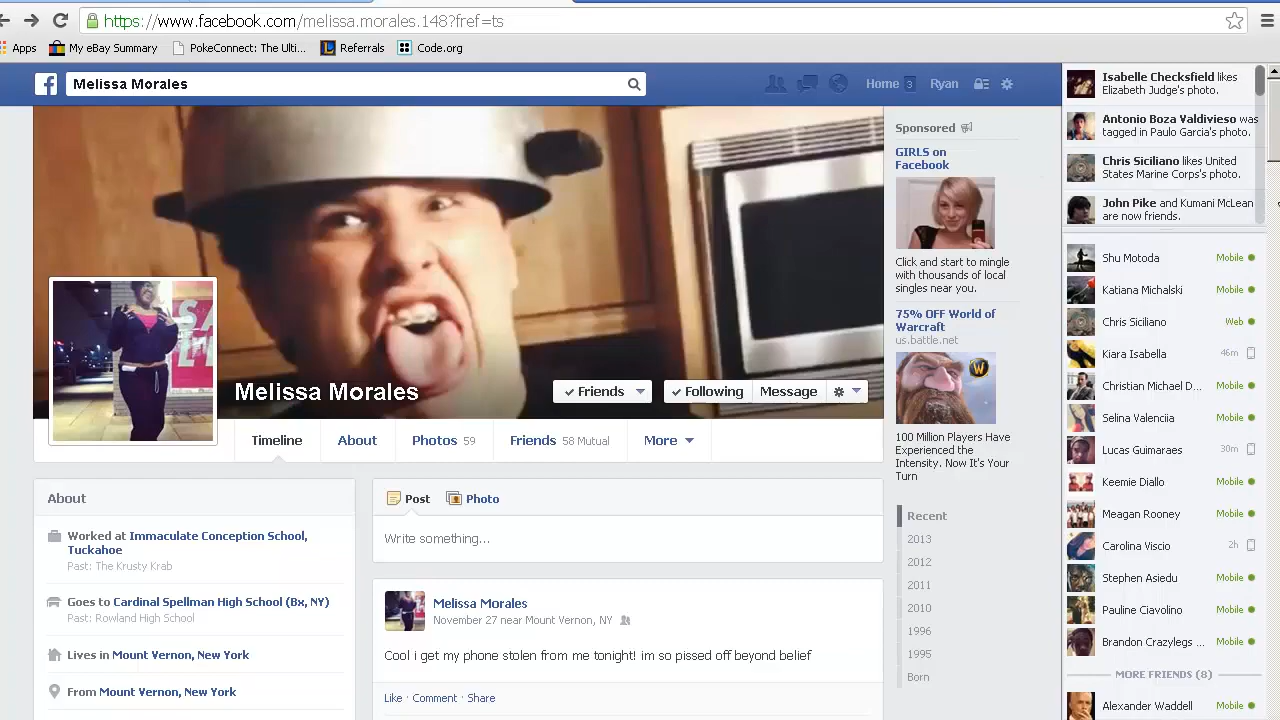 https://www.facebook.com/melissa.morales.148?fref=ts
Apps
My eBay Summary
PokeConnect: The Ulti...
Referrals
Code.org
Melissa Morales
Home 3
Ryan
Melissa Morales
Friends
Following
Message
Timeline
About
Photos 59
Friends 58 Mutual
More
About
Worked at Immaculate Conception School,
Tuckahoe
Past: The Krusty Krab
Goes to Cardinal Spellman High School (Bx, NY)
Past: Rowland High School
Lives in Mount Vernon, New York
From Mount Vernon, New York
Post
Photo
Write something...
Melissa Morales
November 27 near Mount Vernon, NY
i get my phone stolen from me tonight! im so pissed off beyond belief
Like · Comment · Share
Sponsored
GIRLS on
Facebook
Click and start to mingle
with thousands of local
singles near you.
75% OFF World of
Warcraft
us.battle.net
W
100 Million Players Have
Experienced the
Intensity. Now It's Your
Turn
Recent
2013
2012
2011
2010
1996
1995
Born
Isabelle Checksfield likes
Elizabeth Judge's photo.
Antonio Boza Valdivieso was
tagged in Paulo Garcia's photo.
Chris Siciliano likes United
States Marine Corps's photo.
John Pike and Kumani McLean
are now friends.
Shu Motoda Mobile
Katiana Michalski Mobile
Chris Siciliano Web
Kiara Isabella 46m
Christian Michael D... Mobile
Selina Valenciia Mobile
Lucas Guimaraes 30m
Keemie Diallo Mobile
Meagan Rooney Mobile
Carolina Viscio 2h
Stephen Aniedu Mobile
Pauline Ciavolino Mobile
Brandon Crazylegs ... Mobile
MORE FRIENDS (8)
Alexander Waddell Mobile